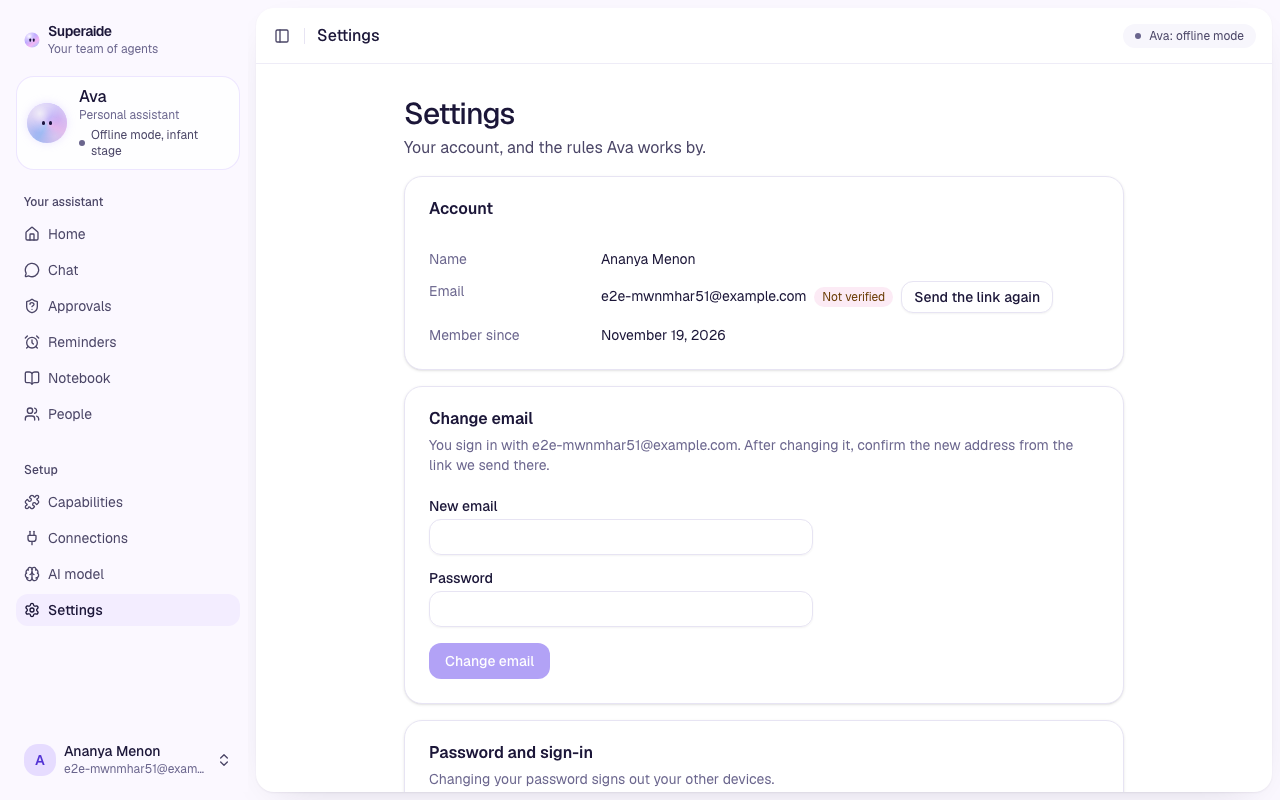 Superaide
Your team of agents
Ava
Personal assistant
Offline mode, infant
stage
Your assistant
Home
Chat
Approvals
Reminders
Notebook
People
Setup
Capabilities
Connections
AI model
Settings
A
Ananya Menon
e2e-mwnmhar51@exam...
Settings
Ava: offline mode
Settings
Your account, and the rules Ava works by.
Account
Name
Ananya Menon
Email
e2e-mwnmhar51@example.com
Not verified
Send the link again
Member since
November 19, 2026
Change email
You sign in with e2e-mwnmhar51@example.com. After changing it, confirm the new address from the
link we send there.
New email
Password
Change email
Password and sign-in
Changing your password signs out your other devices.